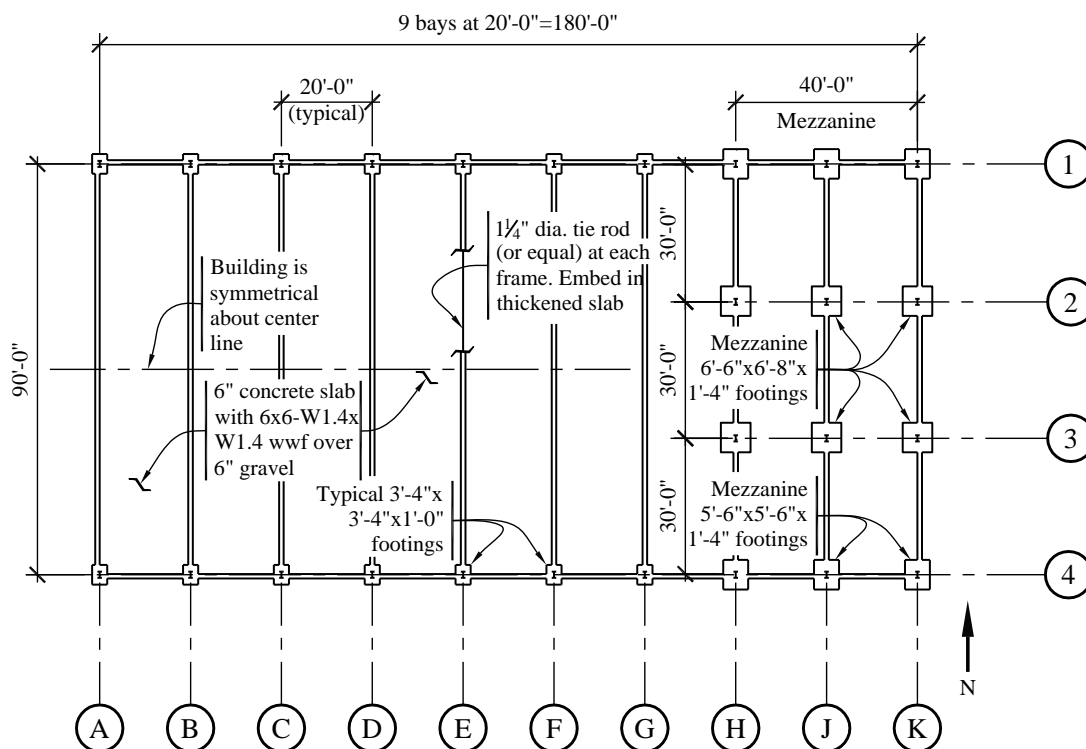 9 bays at 20'-0"=180'-0"
20'-0"
(typical)
40'-0"
Mezzanine
1
1¼" dia. tie rod
(or equal) at each
frame. Embed in
thickened slab
30'-0"
Building is
symmetrical
about center
line
2
90'-0"
30'-0"
Mezzanine
6'-6"x6'-8"x
1'-4" footings
6" concrete slab
with 6x6-W1.4x
W1.4 wwf over
6" gravel
3
Typical 3'-4"x
3'-4"x1'-0"
footings
30'-0"
Mezzanine
5'-6"x5'-6"x
1'-4" footings
4
N
A B C D E F G H J K